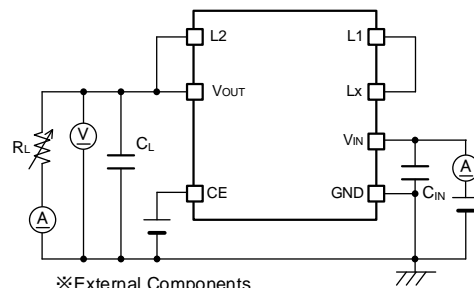 L2 L1
VOUT Lx
RL V CL VIN A
A CE GND CIN
※External Components